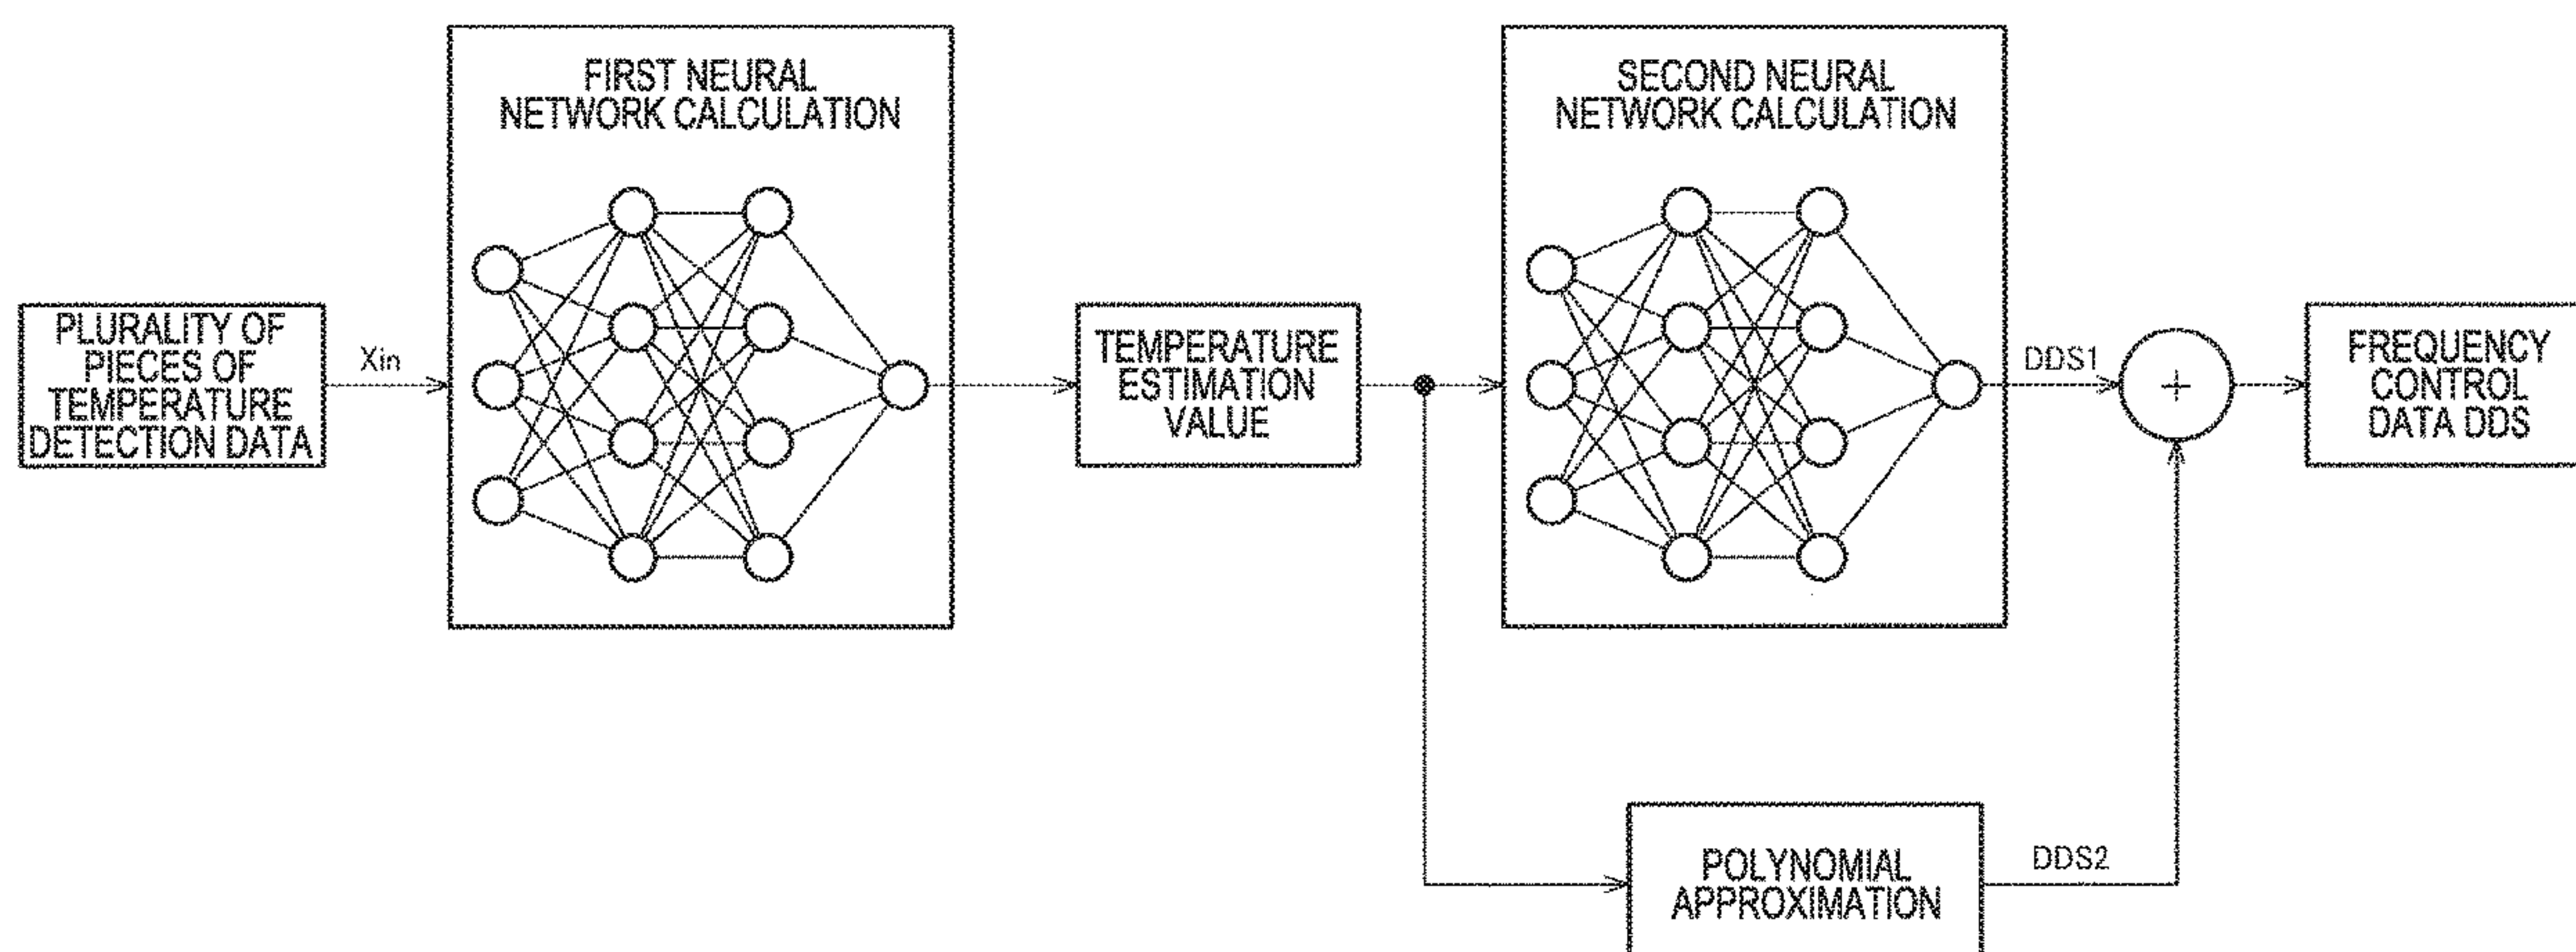 FIRST NEURAL
NETWORK CALCULATION
SECOND NEURAL
NETWORK CALCULATION
PLURALITY OF
PIECES OF
TEMPERATURE
DETECTION DATA
Xin
TEMPERATURE
ESTIMATION
VALUE
DDS1
+
FREQUENCY
CONTROL
DATA DDS
POLYNOMIAL
APPROXIMATION
DDS2